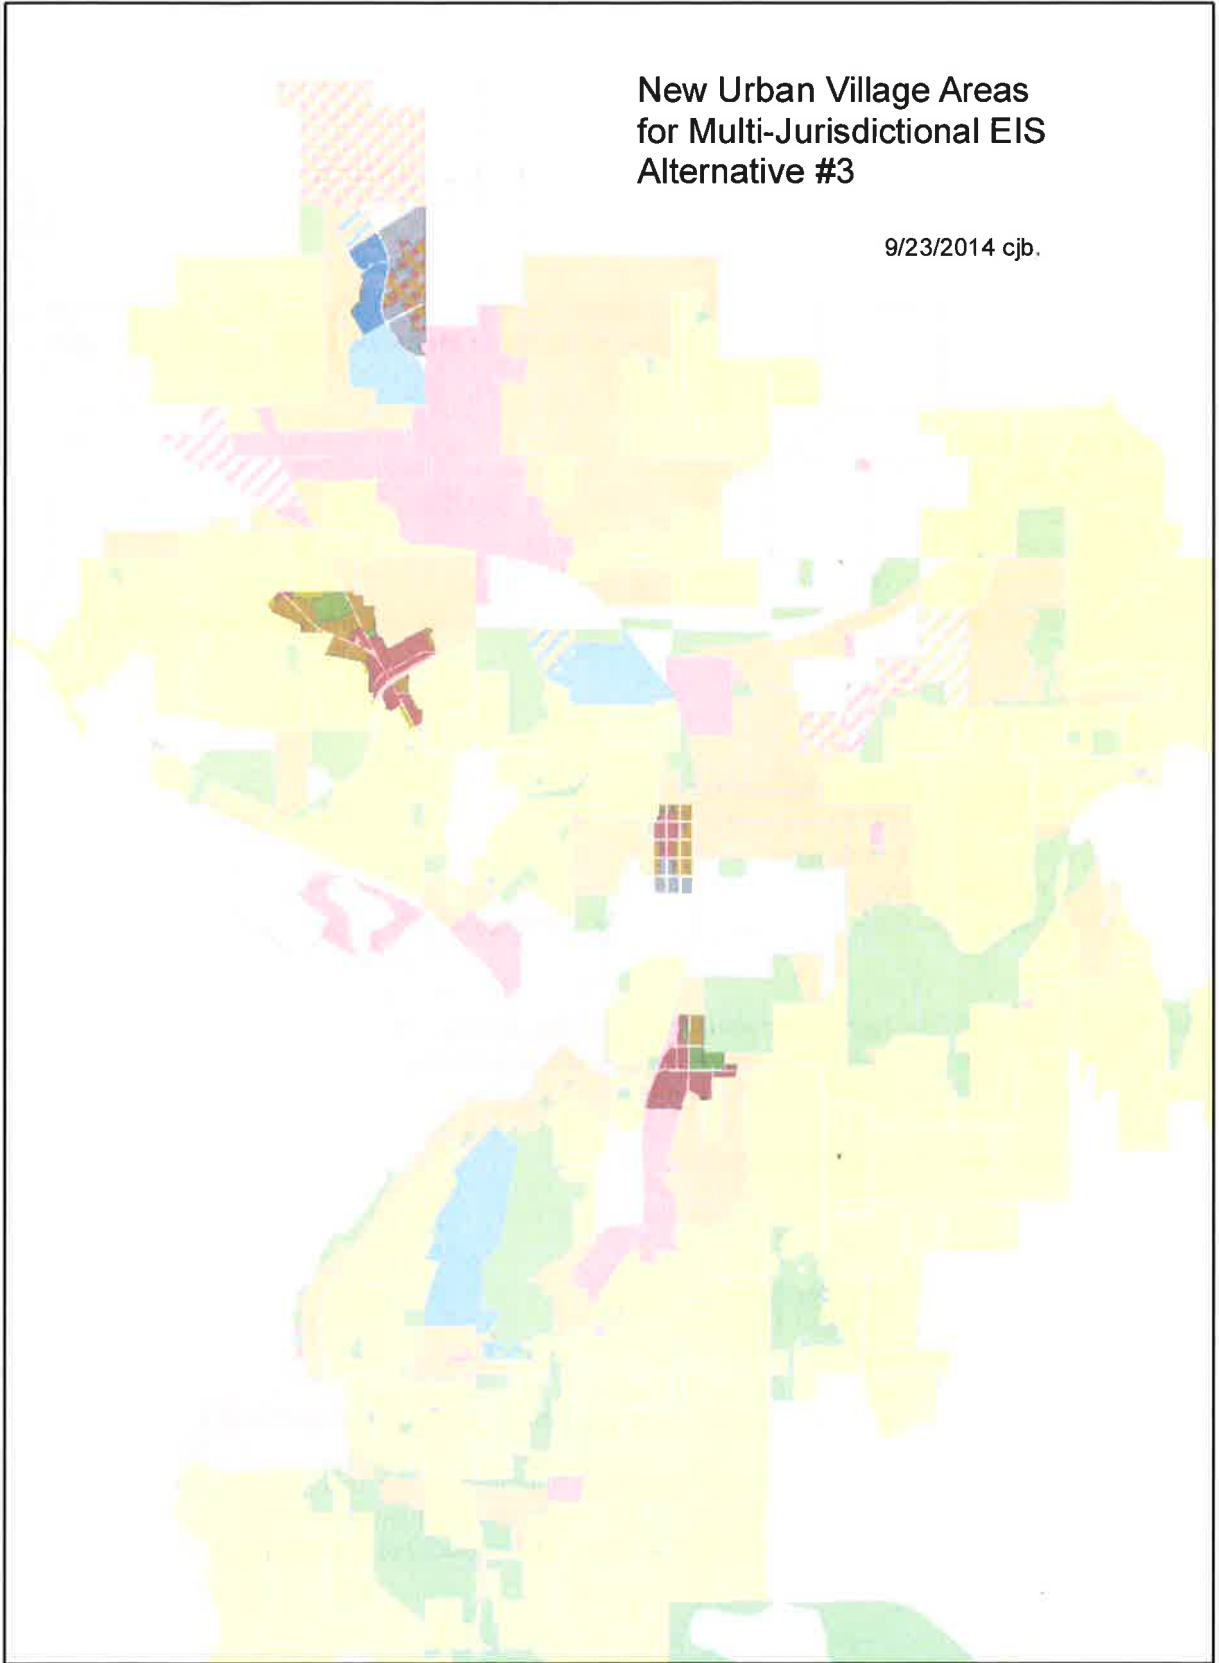 New Urban Village Areas
for Multi-Jurisdictional EIS
Alternative #3
9/23/2014 cjb.